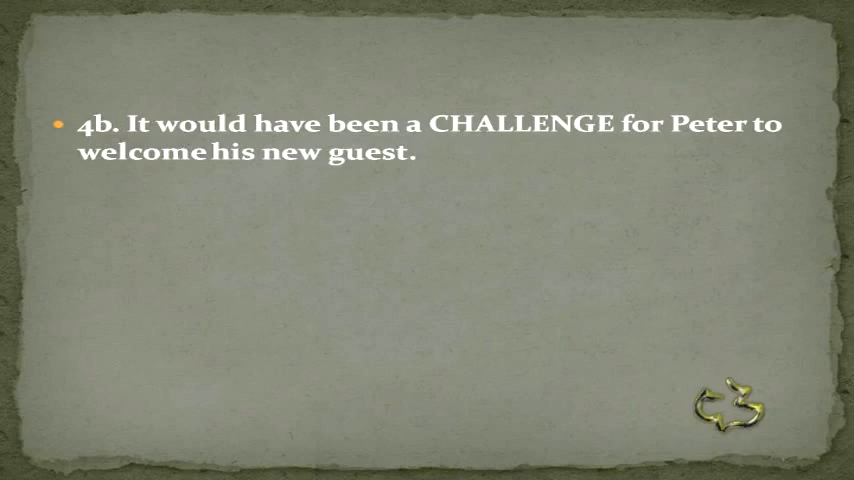 • 4b. It would have been a CHALLENGE for Peter to
welcome his new guest.